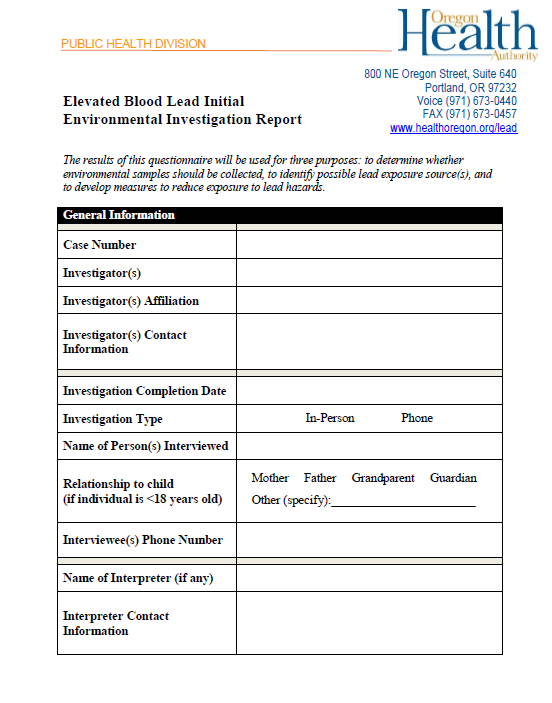 PUBLIC HEALTH DIVISION
Oregon
Health
Authority
800 NE Oregon Street, Suite 640
Portland, OR 97232
Voice (971) 673-0440
FAX (971) 673-0457
www.healthoregon.org/lead
Elevated Blood Lead Initial
Environmental Investigation Report
The results of this questionnaire will be used for three purposes: to determine whether
environmental samples should be collected, to identify possible lead exposure source(s), and
to develop measures to reduce exposure to lead hazards.
General Information
Case Number
Investigator(s)
Investigator(s) Affiliation
Investigator(s) Contact
Information
Investigation Completion Date
Investigation Type In-Person Phone
Name of Person(s) Interviewed
Relationship to child
(if individual is <18 years old)
Mother Father Grandparent Guardian
Other (specify):_______________________
Interviewee(s) Phone Number
Name of Interpreter (if any)
Interpreter Contact
Information